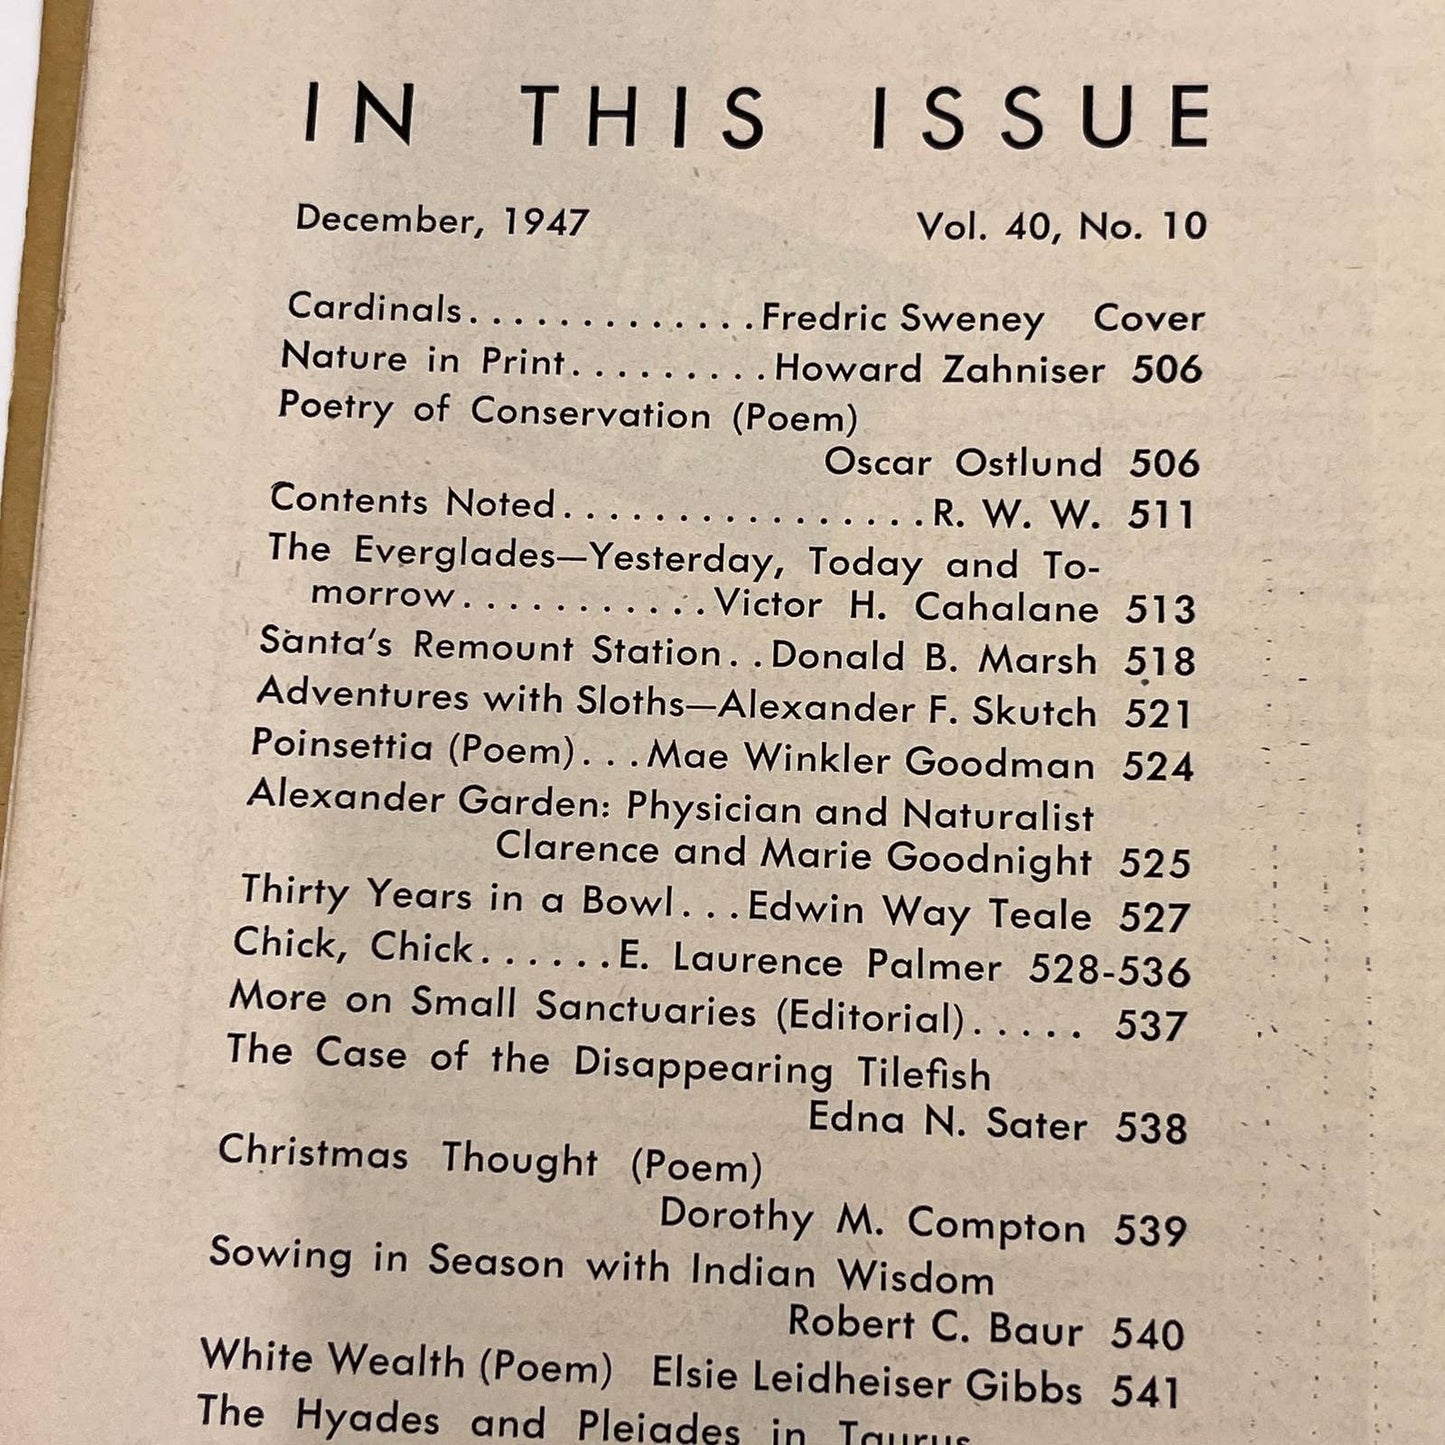 IN THIS ISSUE
December, 1947 Vol. 40, No. 10
Cardinals.............Fredric Sweney Cover
Nature in Print.........Howard Zahniser 506
Poetry of Conservation (Poem)
Oscar Ostlund 506
Contents Noted................R. W. W. 511
The Everglades—Yesterday, Today and To-
morrow...........Victor H. Cahalane 513
Santa's Remount Station..Donald B. Marsh 518
Adventures with Sloths—Alexander F. Skutch 521
Poinsettia (Poem)...Mae Winkler Goodman 524
Alexander Garden: Physician and Naturalist
Clarence and Marie Goodnight 525
Thirty Years in a Bowl...Edwin Way Teale 527
Chick, Chick......E. Laurence Palmer 528-536
More on Small Sanctuaries (Editorial)..... 537
The Case of the Disappearing Tilefish
Edna N. Sater 538
Christmas Thought (Poem)
Dorothy M. Compton 539
Sowing in Season with Indian Wisdom
Robert C. Baur 540
White Wealth (Poem) Elsie Leidheiser Gibbs 541
The Hyades and Pleiades in Taurus